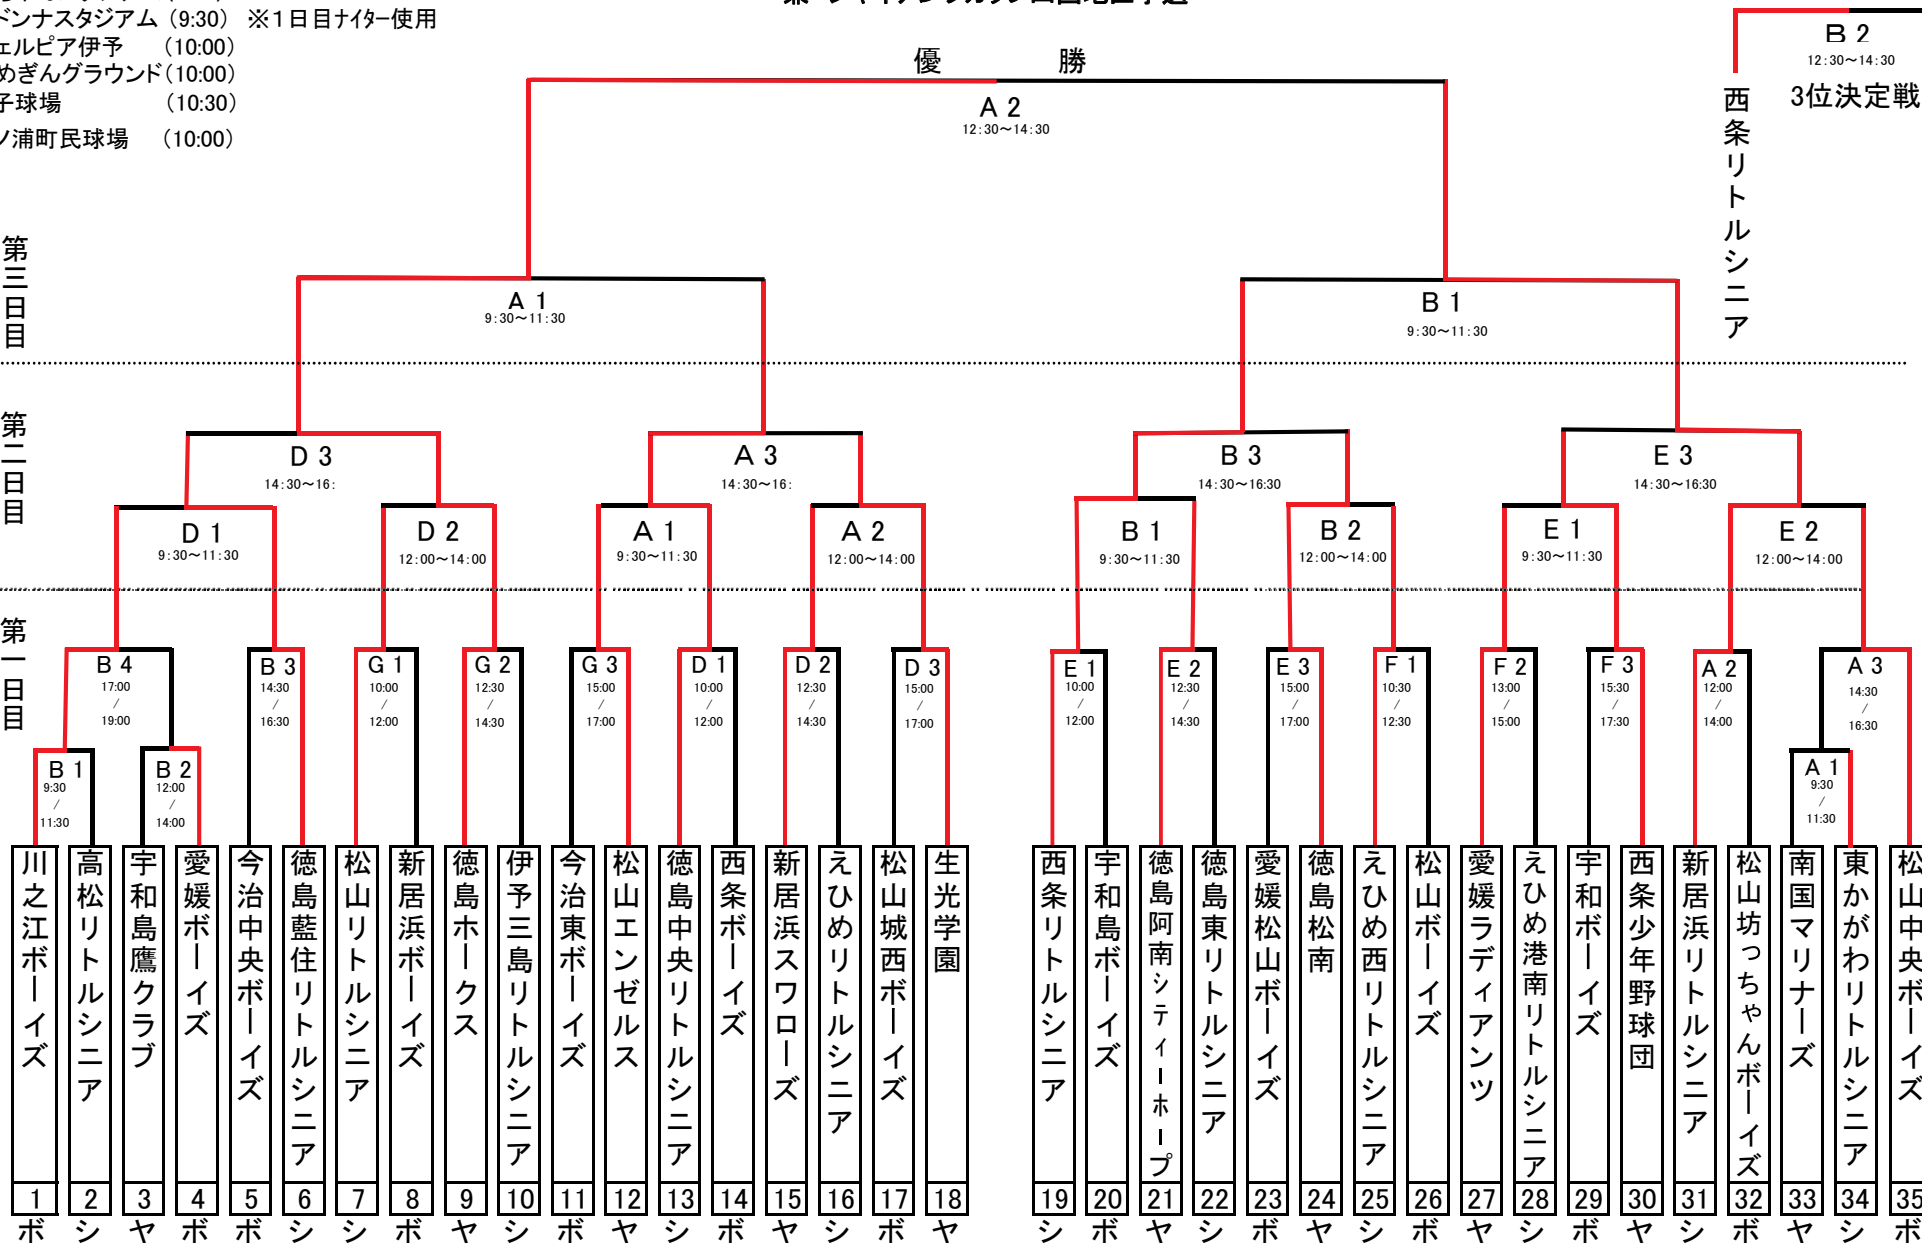 ドンナスタジアム (9:30) ※1日目ﾅｲﾀｰ使用
ェルピア伊予 (10:00)
めぎんグラウンド(10:00)
子球場 (10:30)
ノ浦町民球場 (10:00)
優 勝
A 2
12:30～14:30
B 2
12:30～14:30
3位決定戦
西条リトルシニア
第三日目
A 1
9:30～11:30
B 1
9:30～11:30
第二日目
D 3
14:30～16:
A 3
14:30～16:
B 3
14:30～16:30
E 3
14:30～16:30
D 1
9:30～11:30
D 2
12:00～14:00
A 1
9:30～11:30
A 2
12:00～14:00
B 1
9:30～11:30
B 2
12:00～14:00
E 1
9:30～11:30
E 2
12:00～14:00
第一日目
B 4
17:00
/
19:00
B 3
14:30
/
16:30
G 1
10:00
/
12:00
G 2
12:30
/
14:30
G 3
15:00
/
17:00
D 1
10:00
/
12:00
D 2
12:30
/
14:30
D 3
15:00
/
17:00
E 1
10:00
/
12:00
E 2
12:30
/
14:30
E 3
15:00
/
17:00
F 1
10:30
/
12:30
F 2
13:00
/
15:00
F 3
15:30
/
17:30
A 2
12:00
/
14:00
A 3
14:30
/
16:30
B 1
9:30
/
11:30
B 2
12:00
/
14:00
A 1
9:30
/
11:30
川之江ボーイズ
高松リトルシニア
宇和島鷹クラブ
愛媛ボーイズ
今治中央ボーイズ
徳島藍住リトルシニア
松山リトルシニア
新居浜ボーイズ
徳島ホークス
伊予三島リトルシニア
今治東ボーイズ
松山エンゼルス
徳島中央リトルシニア
西条ボーイズ
新居浜スワローズ
えひめリトルシニア
松山城西ボーイズ
生光学園
西条リトルシニア
宇和島ボーイズ
徳島阿南シティーホープ
徳島東リトルシニア
愛媛松山ボーイズ
徳島松南
えひめ西リトルシニア
松山ボーイズ
愛媛ラディアンツ
えひめ港南リトルシニア
宇和ボーイズ
西条少年野球団
新居浜リトルシニア
松山坊っちゃんボーイズ
南国マリナーズ
東かがわリトルシニア
松山中央ボーイズ
1 2 3 4 5 6 7 8 9 10 11 12 13 14 15 16 17 18 19 20 21 22 23 24 25 26 27 28 29 30 31 32 33 34 35
ボ シ ヤ ボ ボ シ シ ボ ヤ シ ボ ヤ シ ボ ヤ シ ボ ヤ シ ボ ヤ シ ボ ヤ シ ボ ヤ シ ボ ヤ シ ボ ヤ シ ボ